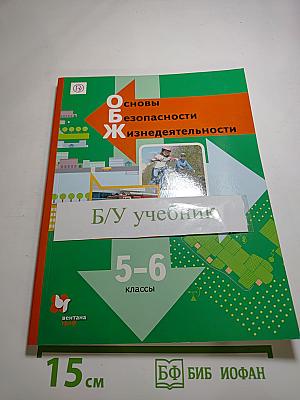 Основы
Безопасности
Жизнедеятельности
Б/У учебник
5–6
классы
вентана
граф
15 см
БФ БИБ ИОФАН